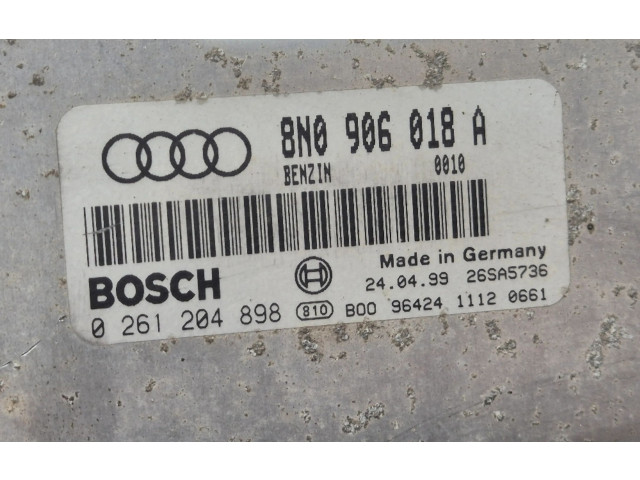 8N0 906 018 A
BENZIN 0010
BOSCH
Made in Germany
24.04.99 26SA5736
0 261 204 898 810 B00 96424 1112 0661